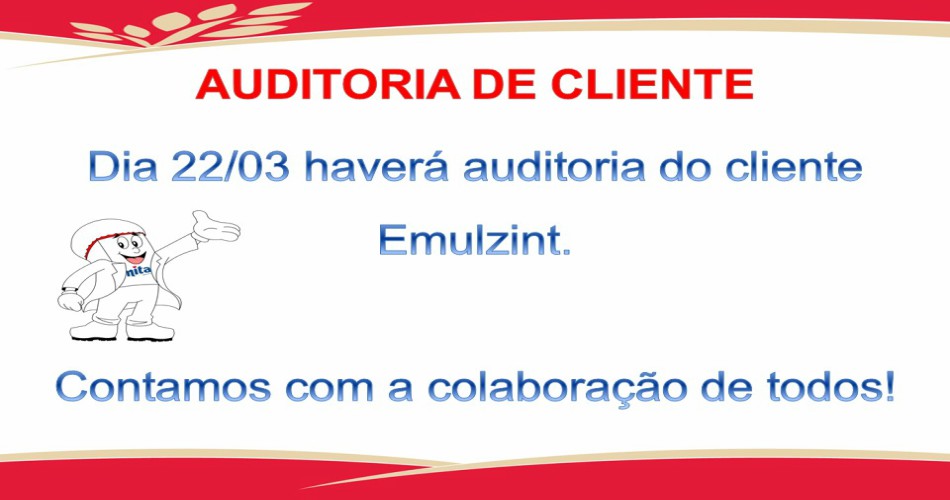 AUDITORIA DE CLIENTE
Dia 22/03 haverá auditoria do cliente
Emulzint.
nita
Contamos com a colaboração de todos!